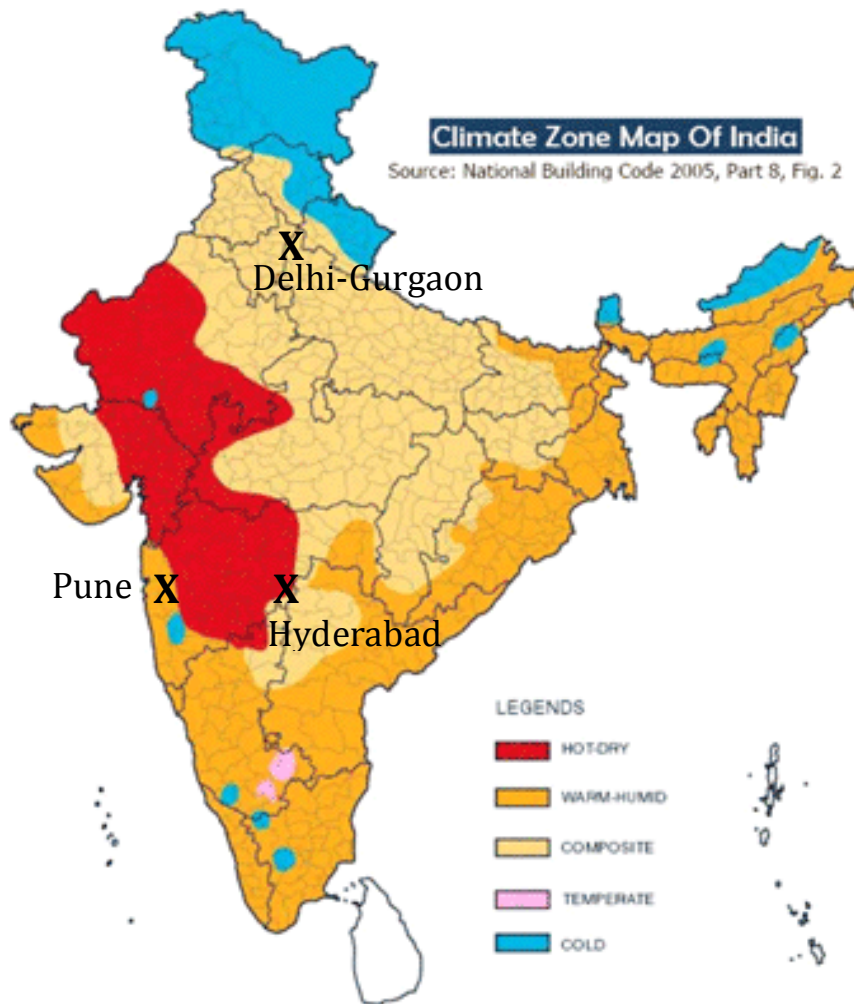 Climate Zone Map Of India
Source: National Building Code 2005, Part 8, Fig. 2
X
Delhi-Gurgaon
Pune X
X
Hyderabad
LEGENDS
HOT-DRY
WARM-HUMID
COMPOSITE
TEMPERATE
COLD